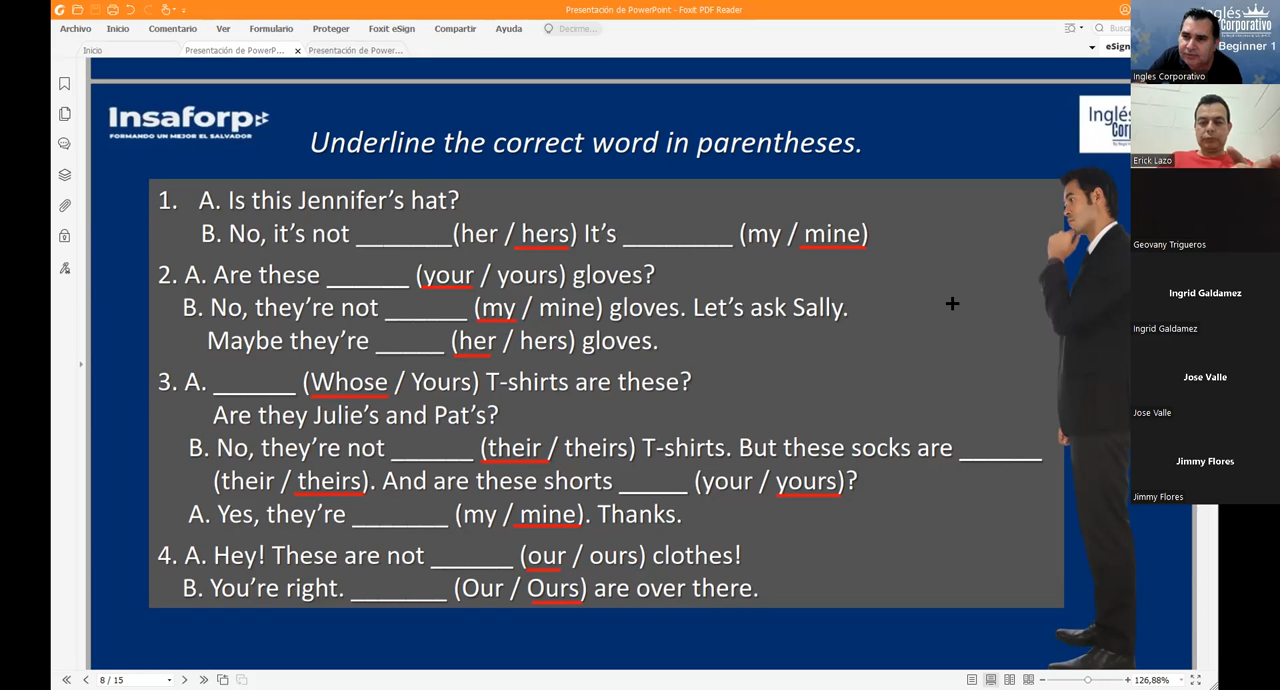 Presentación de PowerPoint - Foxit PDF Reader
Archivo Inicio Comentario Ver Formulario Proteger Foxit eSign Compartir Ayuda Decirme...
Inicio Presentación de PowerP... Presentación de Power... eSign
Insaforp
FORMANDO UN MEJOR EL SALVADOR
Underline the correct word in parentheses.
1. A. Is this Jennifer's hat?
B. No, it's not ________(her / hers) It's _________ (my / mine)
2. A. Are these _______ (your / yours) gloves?
B. No, they're not _______ (my / mine) gloves. Let's ask Sally.
Maybe they're ______ (her / hers) gloves.
3. A. _______ (Whose / Yours) T-shirts are these?
Are they Julie's and Pat's?
B. No, they're not _______ (their / theirs) T-shirts. But these socks are _______
(their / theirs). And are these shorts ______ (your / yours)?
A. Yes, they're ________ (my / mine). Thanks.
4. A. Hey! These are not _______ (our / ours) clothes!
B. You're right. ________ (Our / Ours) are over there.
8 / 15
126,88%
Inglés
Corporativo
Beginner 1
Ingles Corporativo
Erick Lazo
Geovany Trigueros
Ingrid Galdamez
Ingrid Galdamez
Jose Valle
Jose Valle
Jimmy Flores
Jimmy Flores